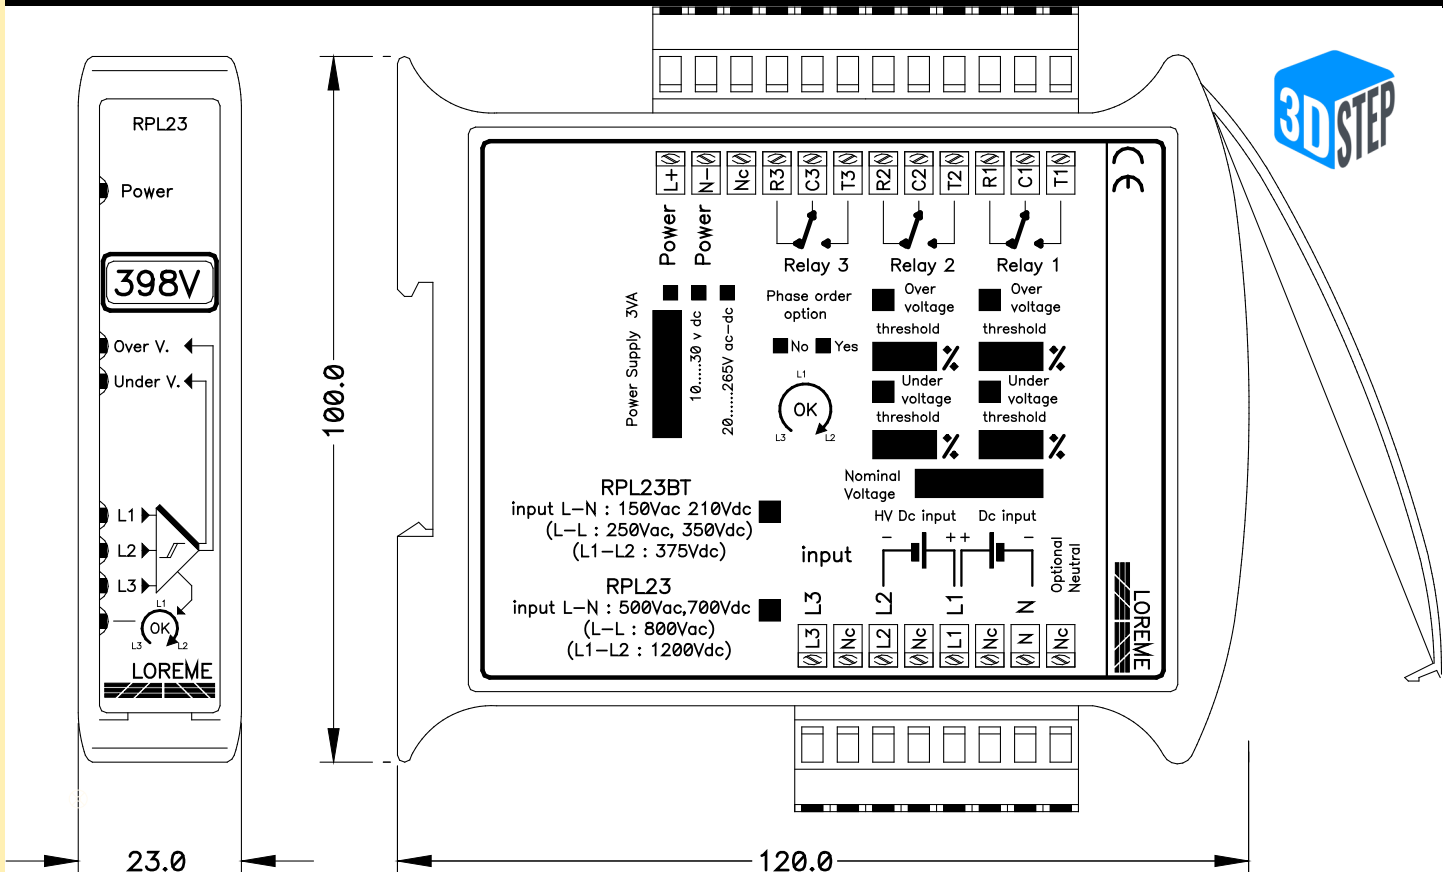 RPL23
Power
398V
Over V.
Under V.
L1
L2
L3
L1
OK
L3 L2
LOREME
23.0
100.0
120.0
3D STEP
L+ N- Nc R3 C3 T3 R2 C2 T2 R1 C1 T1
CE
Power Power
Relay 3 Relay 2 Relay 1
Power Supply 3VA
10.....30 v dc
20......265V ac-dc
Phase order
option
No Yes
L1
OK
L3 L2
Over
voltage
threshold
%
Under
voltage
threshold
%
Over
voltage
threshold
%
Under
voltage
threshold
%
Nominal
Voltage
RPL23BT
input L-N : 150Vac 210Vdc
(L-L : 250Vac, 350Vdc)
(L1-L2 : 375Vdc)
RPL23
input L-N : 500Vac,700Vdc
(L-L : 800Vac)
(L1-L2 : 1200Vdc)
HV Dc input Dc input
- + + -
input
Optional
Neutral
L3 L2 L1 N
L3 Nc L2 Nc L1 Nc N Nc
LOREME